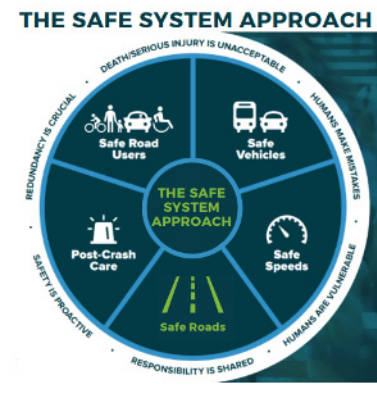 THE SAFE SYSTEM APPROACH
DEATH/SERIOUS INJURY IS UNACCEPTABLE
HUMANS MAKE MISTAKES
HUMANS ARE VULNERABLE
RESPONSIBILITY IS SHARED
SAFETY IS PROACTIVE
REDUNDANCY IS CRUCIAL
Safe Road
Users
Safe
Vehicles
Safe
Speeds
Safe Roads
Post-Crash
Care
THE SAFE
SYSTEM
APPROACH